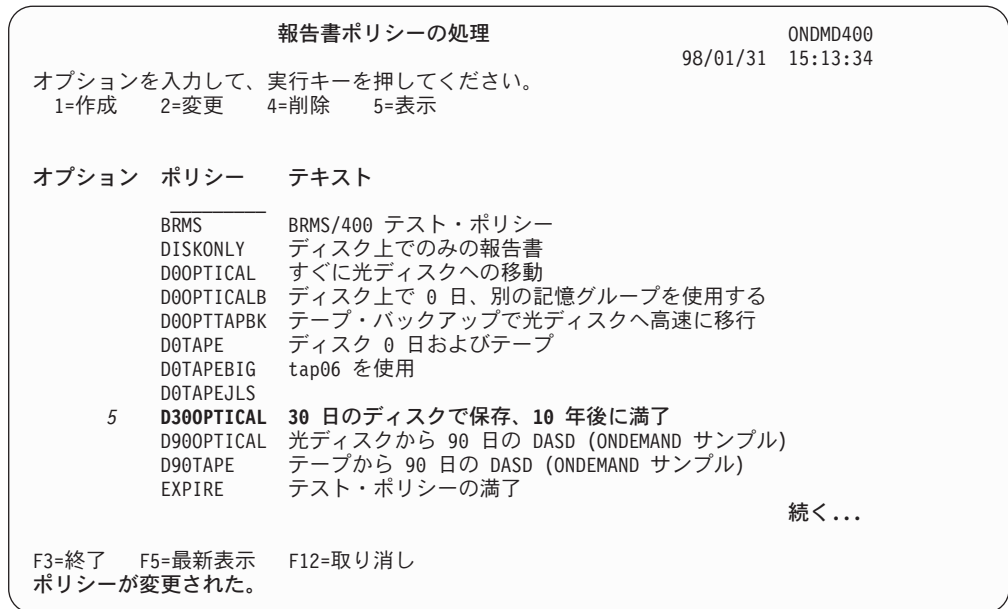 報告書ポリシーの処理 ONDMD400
98/01/31 15:13:34
オプションを入力して、実行キーを押してください。
1=作成 2=変更 4=削除 5=表示
オプション ポリシー テキスト
_________
BRMS BRMS/400 テスト・ポリシー
DISKONLY ディスク上でのみの報告書
D0OPTICAL すぐに光ディスクへの移動
D0OPTICALB ディスク上で 0 日、別の記憶グループを使用する
D0OPTTAPBK テープ・バックアップで光ディスクへ高速に移行
D0TAPE ディスク 0 日およびテープ
D0TAPEBIG tap06 を使用
D0TAPEJLS
5 D30OPTICAL 30 日のディスクで保存、10 年後に満了
D90OPTICAL 光ディスクから 90 日の DASD (ONDEMAND サンプル)
D90TAPE テープから 90 日の DASD (ONDEMAND サンプル)
EXPIRE テスト・ポリシーの満了
続く...
F3=終了 F5=最新表示 F12=取り消し
ポリシーが変更された。